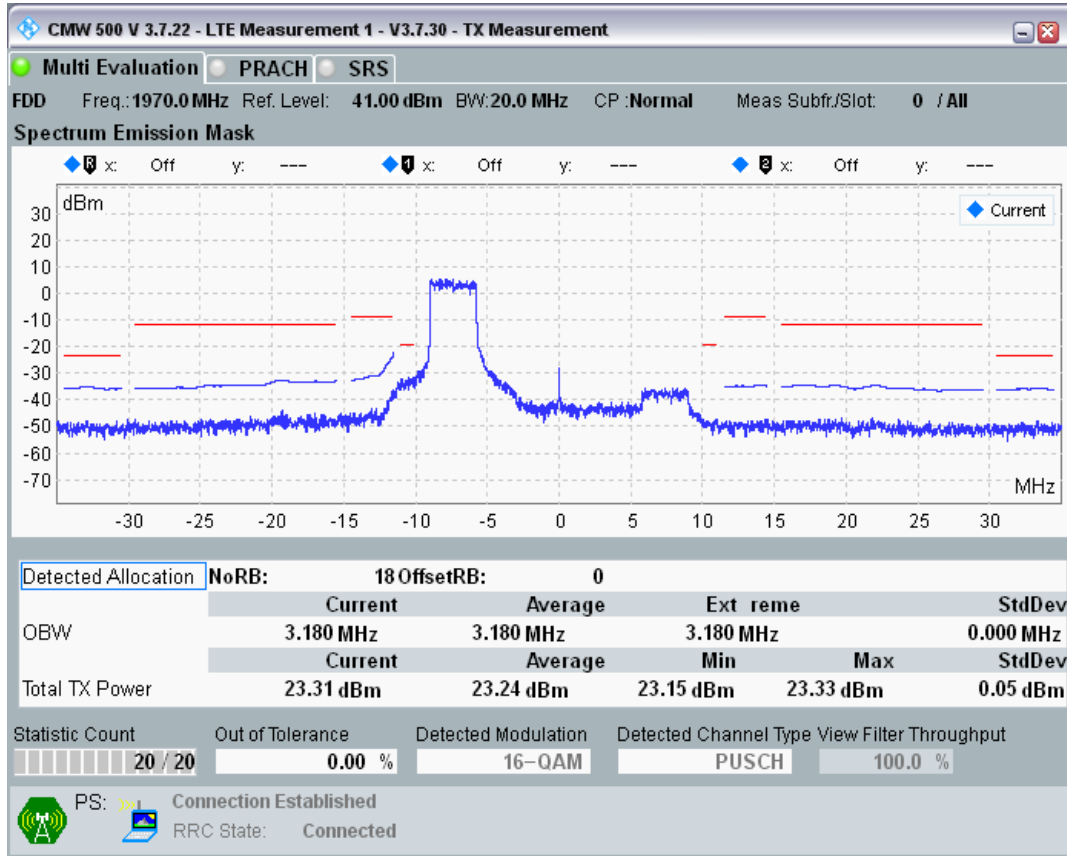 CMW 500 V 3.7.22 - LTE Measurement 1 - V3.7.30 - TX Measurement
Multi Evaluation PRACH SRS
FDD Freq.: 1970.0 MHz Ref. Level: 41.00 dBm BW: 20.0 MHz CP : Normal Meas Subfr./Slot: 0 / All
Spectrum Emission Mask
R x: Off y: --- 1 x: Off y: --- 2 x: Off y: ---
dBm
Current
30
20
10
0
-10
-20
-30
-40
-50
-60
-70
MHz
-30 -25 -20 -15 -10 -5 0 5 10 15 20 25 30
Detected Allocation NoRB: 18 OffsetRB: 0
Current Average Ext reme StdDev
OBW 3.180 MHz 3.180 MHz 3.180 MHz 0.000 MHz
Current Average Min Max StdDev
Total TX Power 23.31 dBm 23.24 dBm 23.15 dBm 23.33 dBm 0.05 dBm
Statistic Count Out of Tolerance Detected Modulation Detected Channel Type View Filter Throughput
20 / 20 0.00 % 16-QAM PUSCH 100.0 %
PS: Connection Established
RRC State: Connected